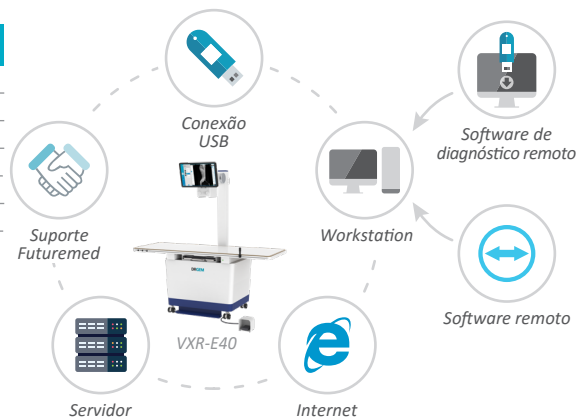 Conexão
USB
Software de
diagnóstico remoto
Suporte
Futuremed
Workstation
VXR-E40
Software remoto
Servidor
Internet